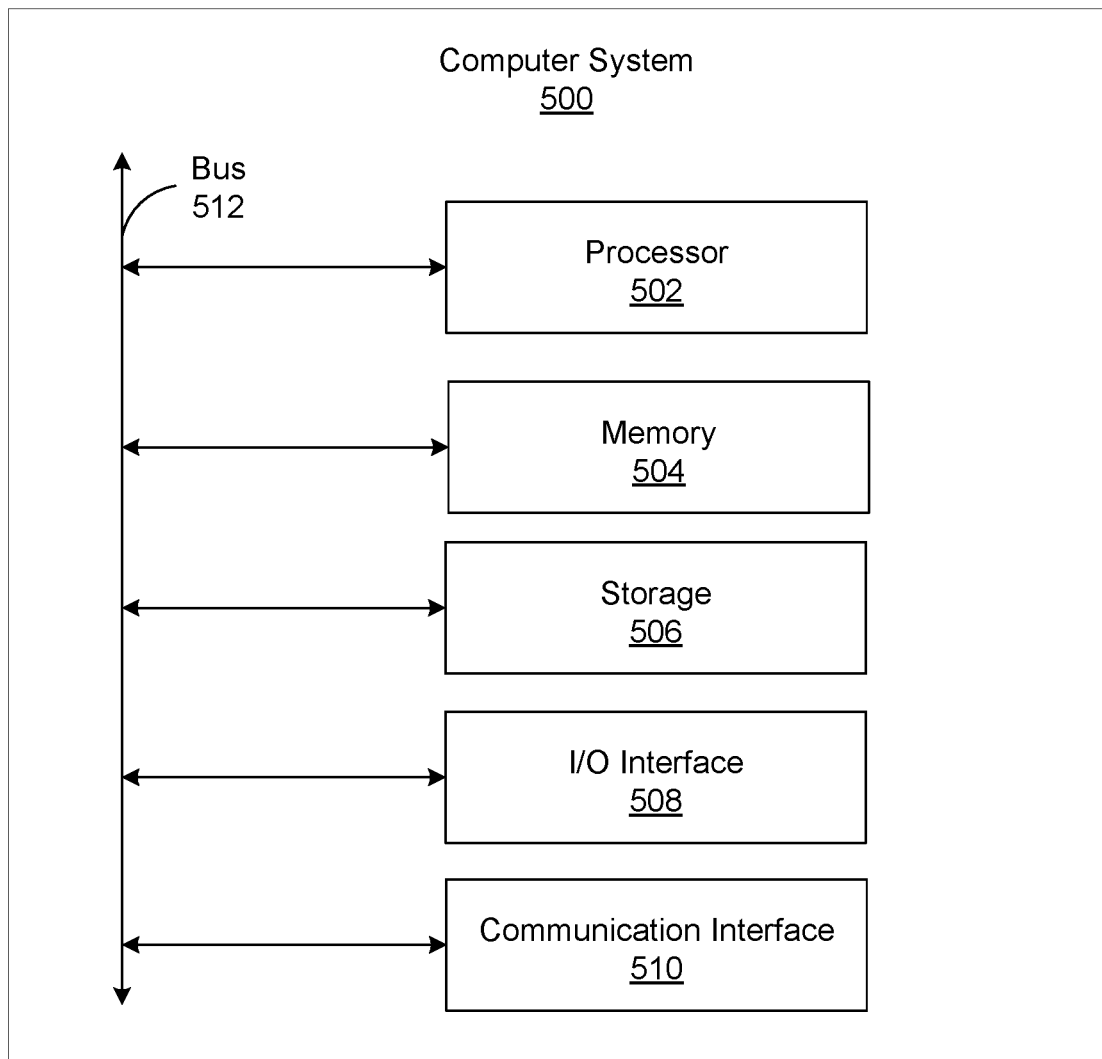 Computer System
500
Bus
512
Processor
502
Memory
504
Storage
506
I/O Interface
508
Communication Interface
510